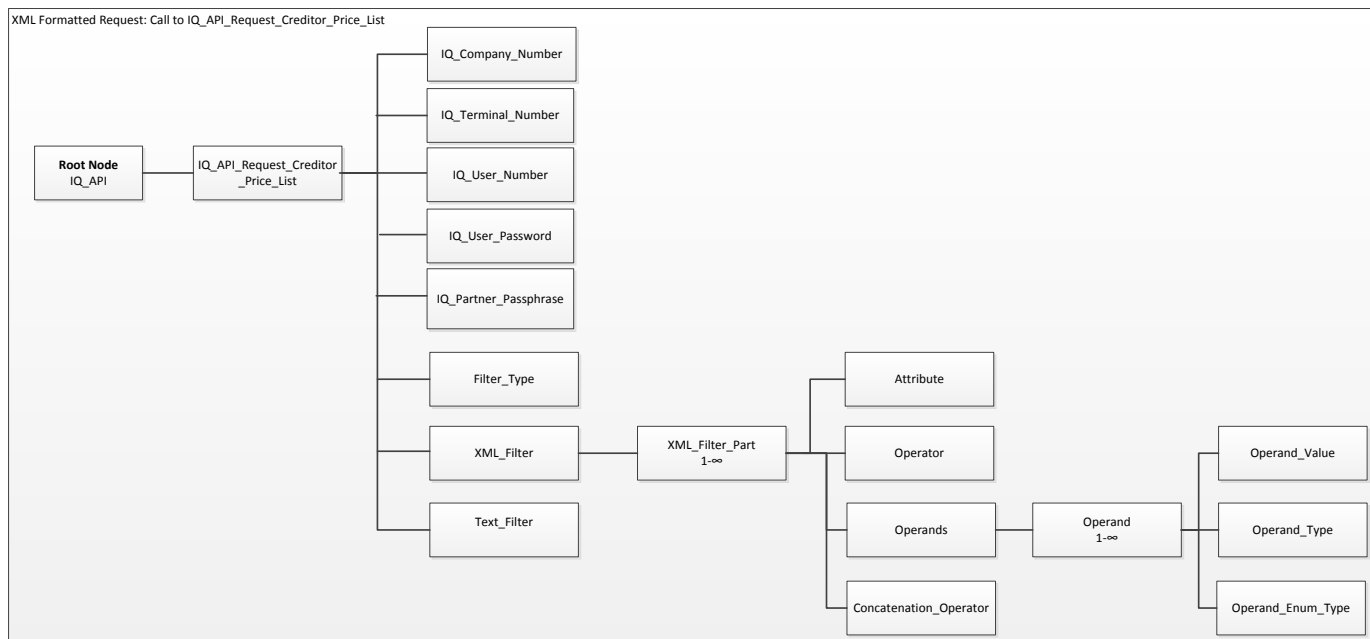 XML Formatted Request: Call to IQ_API_Request_Creditor_Price_List
IQ_Company_Number
IQ_Terminal_Number
Root Node
IQ_API
IQ_API_Request_Creditor
_Price_List
IQ_User_Number
IQ_User_Password
IQ_Partner_Passphrase
Filter_Type
Attribute
XML_Filter
XML_Filter_Part
1-∞
Operator
Operand_Value
Text_Filter
Operands
Operand
1-∞
Operand_Type
Concatenation_Operator
Operand_Enum_Type